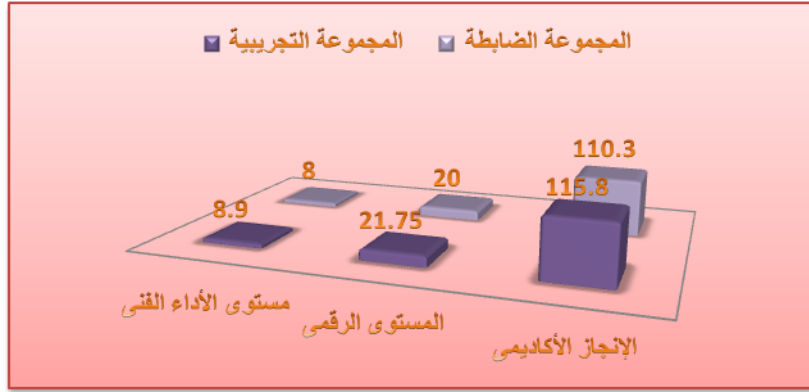 المجموعة الضابطة
المجموعة التجريبية
110.3
20
8
115.8
21.75
8.9
مستوى الأداء الفنى
المستوى الرقمى
الإنجاز الأكاديمى